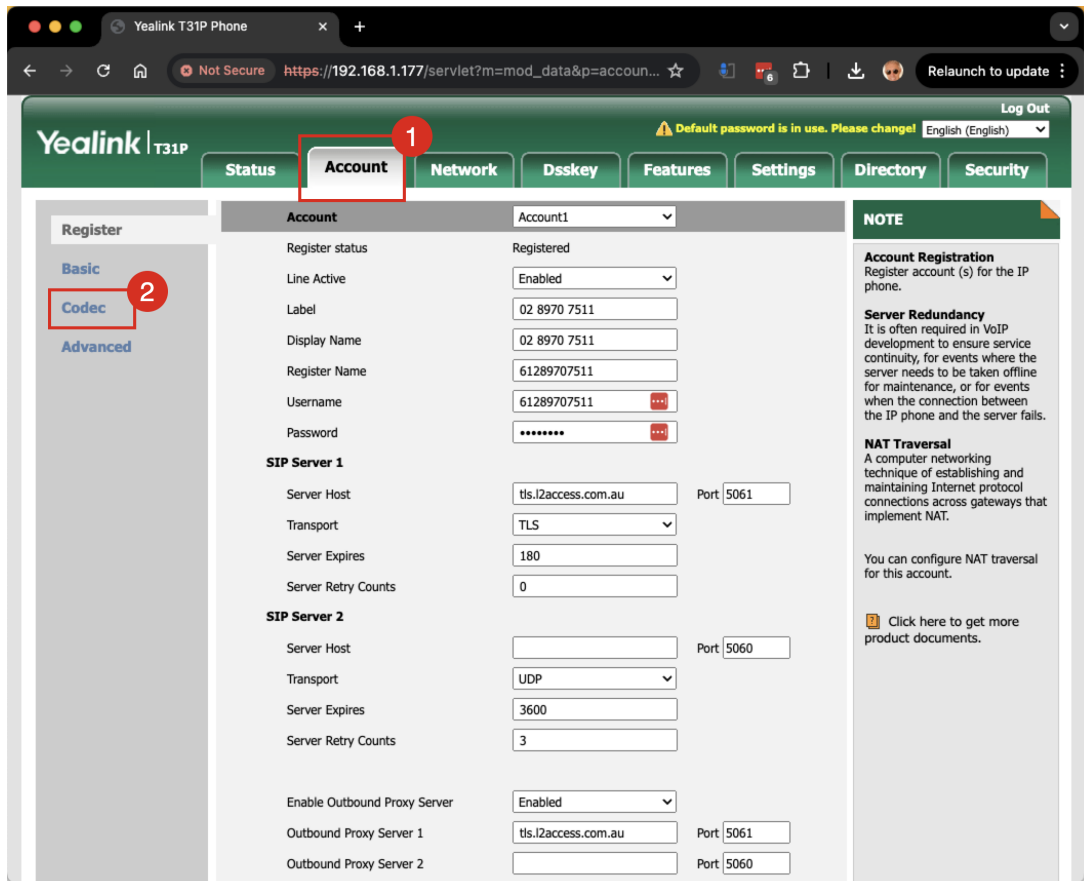 Yealink T31P Phone
Not Secure https://192.168.1.177/servlet?m=mod_data&p=accoun...
6
Relaunch to update
Log Out
Default password is in use. Please change! English (English)
Yealink | T31P
1
Status Account Network Dsskey Features Settings Directory Security
Register
Basic
Codec
2
Advanced
Account Account1
Register status Registered
Line Active Enabled
Label 02 8970 7511
Display Name 02 8970 7511
Register Name 61289707511
Username 61289707511
Password ••••••••
SIP Server 1
Server Host tls.l2access.com.au Port 5061
Transport TLS
Server Expires 180
Server Retry Counts 0
SIP Server 2
Server Host Port 5060
Transport UDP
Server Expires 3600
Server Retry Counts 3
Enable Outbound Proxy Server Enabled
Outbound Proxy Server 1 tls.l2access.com.au Port 5061
Outbound Proxy Server 2 Port 5060
NOTE
Account Registration
Register account (s) for the IP
phone.
Server Redundancy
It is often required in VoIP
development to ensure service
continuity, for events where the
server needs to be taken offline
for maintenance, or for events
when the connection between
the IP phone and the server fails.
NAT Traversal
A computer networking
technique of establishing and
maintaining Internet protocol
connections across gateways that
implement NAT.
You can configure NAT traversal
for this account.
Click here to get more
product documents.